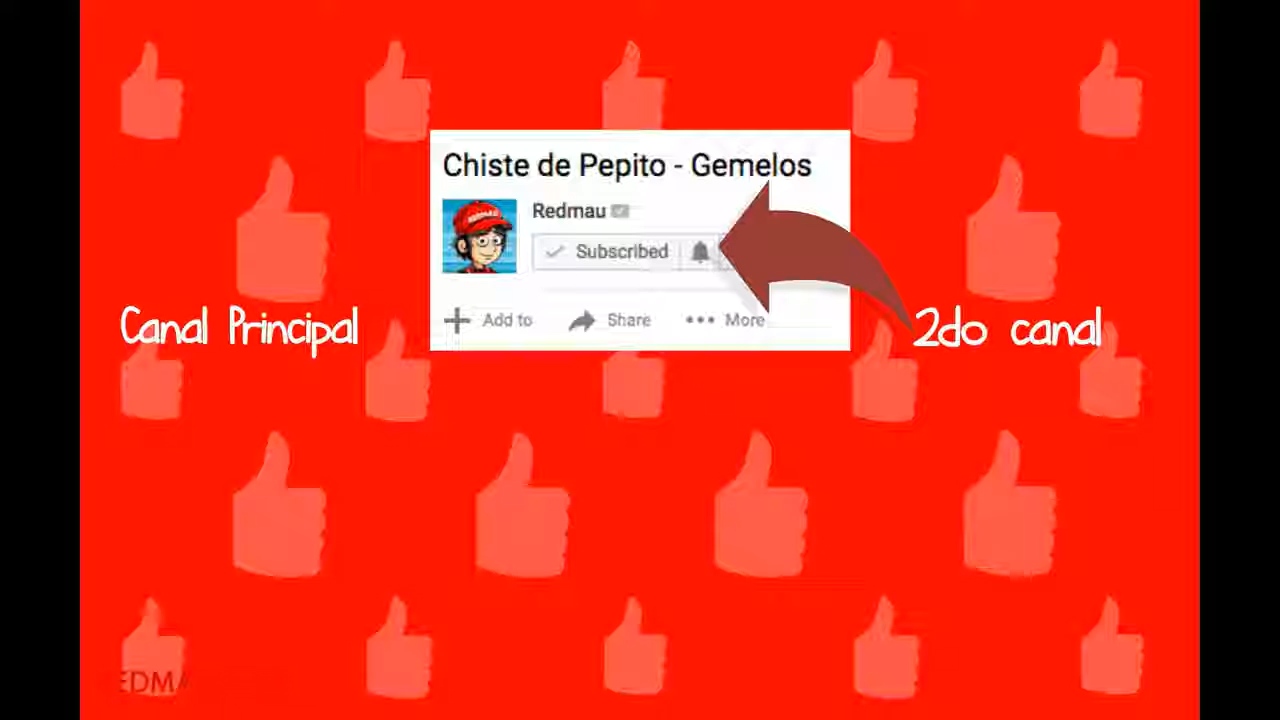 Chiste de Pepito - Gemelos
Redmau
Subscribed
Add to
Share
More
Canal Principal
2do canal